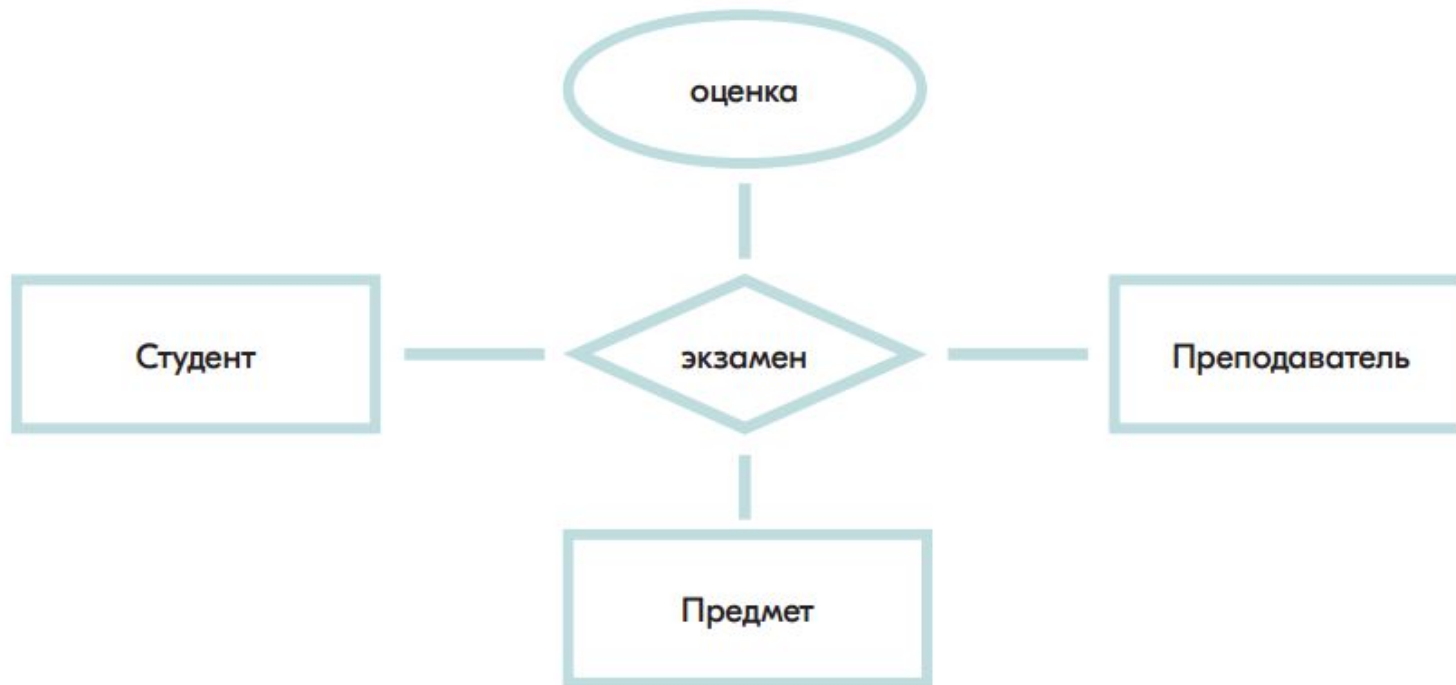 оценка
Студент
экзамен
Преподаватель
Предмет